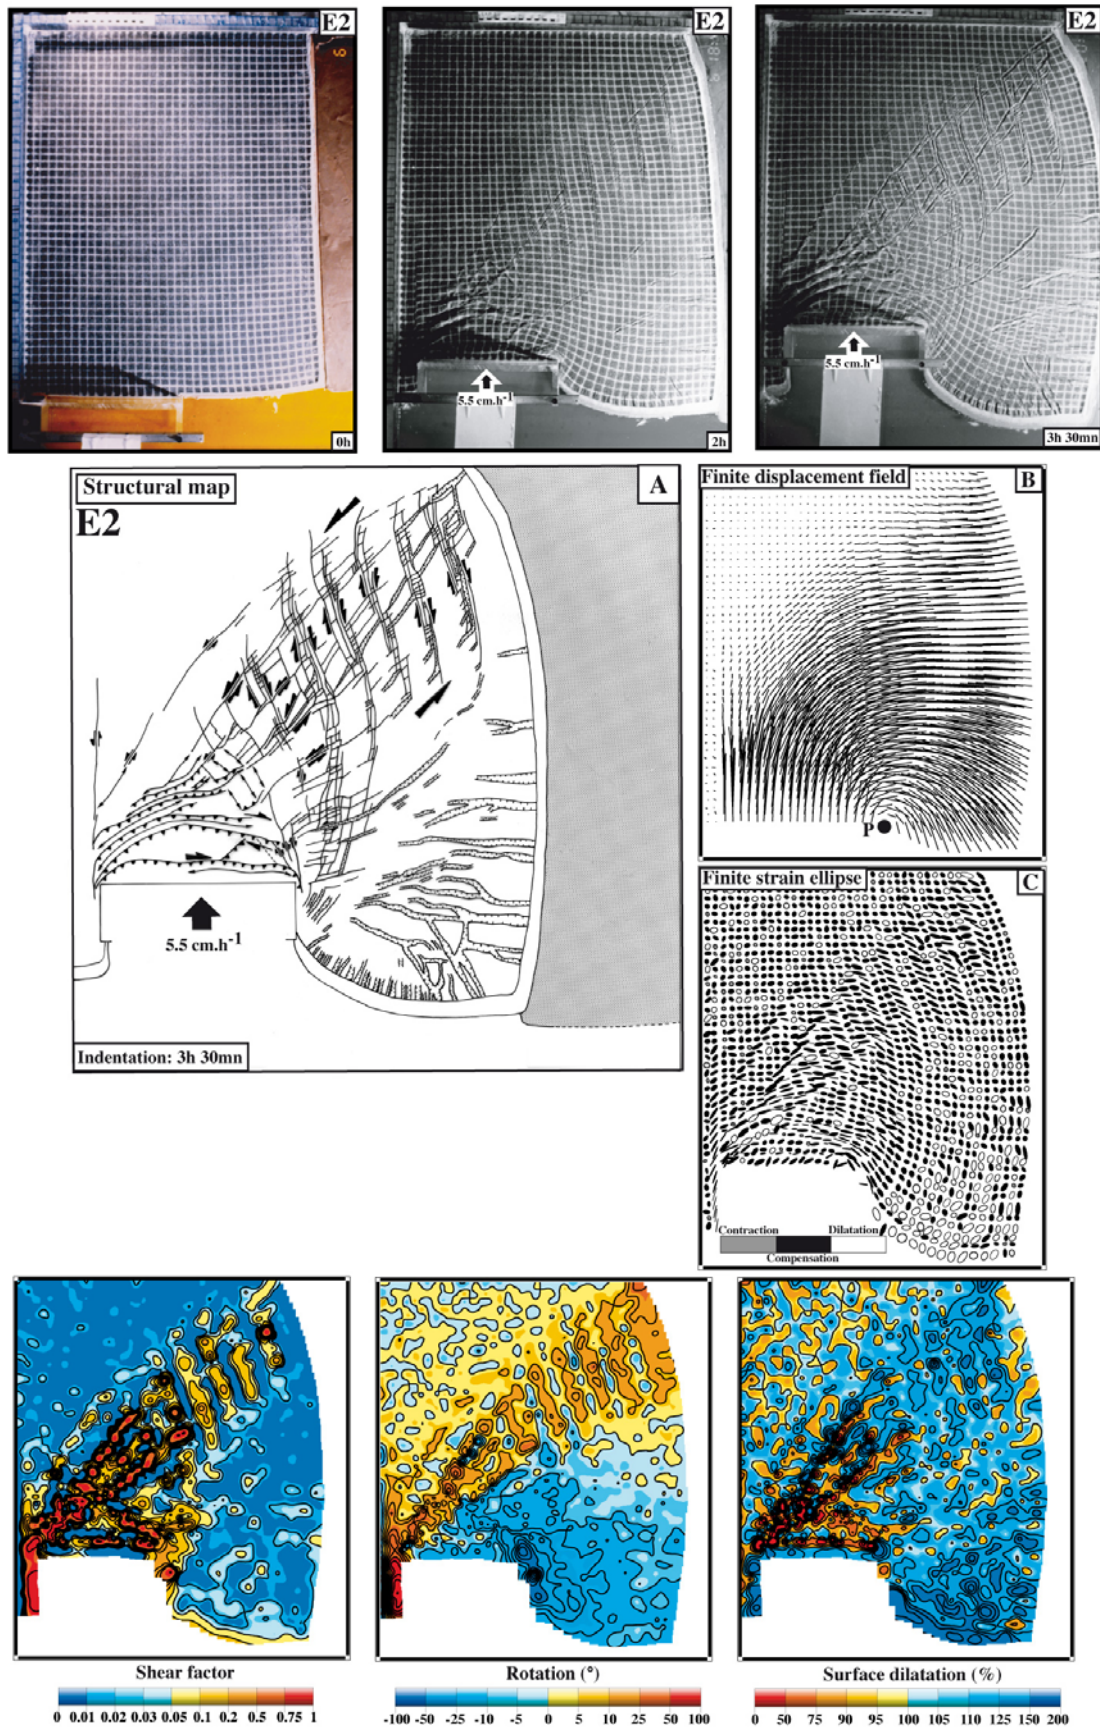 E2
E2
E2
6
5.5 cm.h-1
5.5 cm.h-1
0h
2h
3h 30mn
Structural map
A
E2
5.5 cm.h-1
Indentation: 3h 30mn
Finite displacement field
B
P
Finite strain ellipse
C
Contraction
Dilatation
Compensation
Shear factor
0 0.01 0.02 0.03 0.05 0.1 0.2 0.5 0.75 1
Rotation (°)
-100 -50 -25 -10 -5 0 5 10 25 50 100
Surface dilatation (%)
0 50 75 90 95 100 105 110 125 150 200